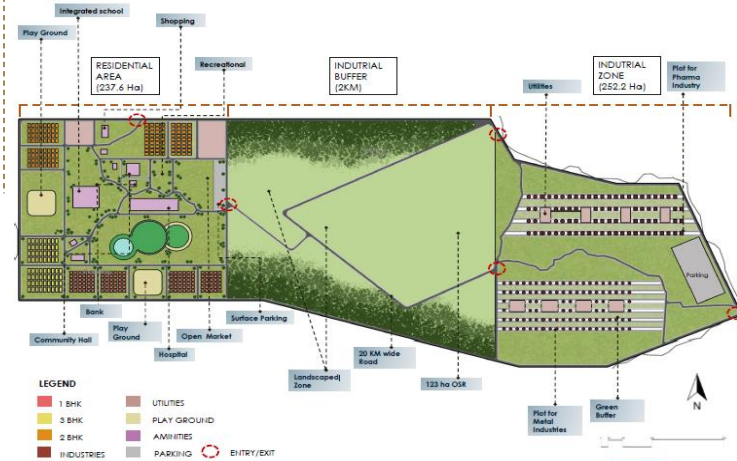 Integrated school
Play Ground
Shopping
Recreational
RESIDENTIAL
AREA
(237.6 Ha)
INDUTRIAL
BUFFER
(2KM)
INDUTRIAL
ZONE
(252.2 Ha)
Utilities
Plot for
Pharma
Industry
Parking
Bank
Community Hall
Play
Ground
Hospital
Open Market
Surface Parking
Landscaped
Zone
20 KM wide
Road
123 ha OSR
Plot for
Metal
Industries
Green
Buffer
N
LEGEND
1 BHK
3 BHK
2 BHK
INDUSTRIES
UTILITIES
PLAY GROUND
AMINITIES
PARKING
ENTRY/EXIT